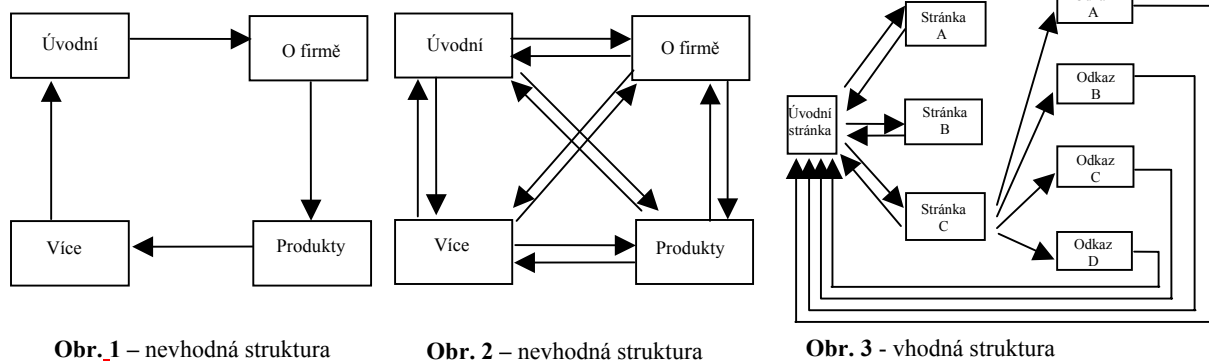 Úvodní
O firmě
Více
Produkty
Obr. 1 – nevhodná struktura
Úvodní
O firmě
Více
Produkty
Obr. 2 – nevhodná struktura
Úvodní
stránka
Stránka
A
Stránka
B
Stránka
C
A
Odkaz
B
Odkaz
C
Odkaz
D
Obr. 3 - vhodná struktura